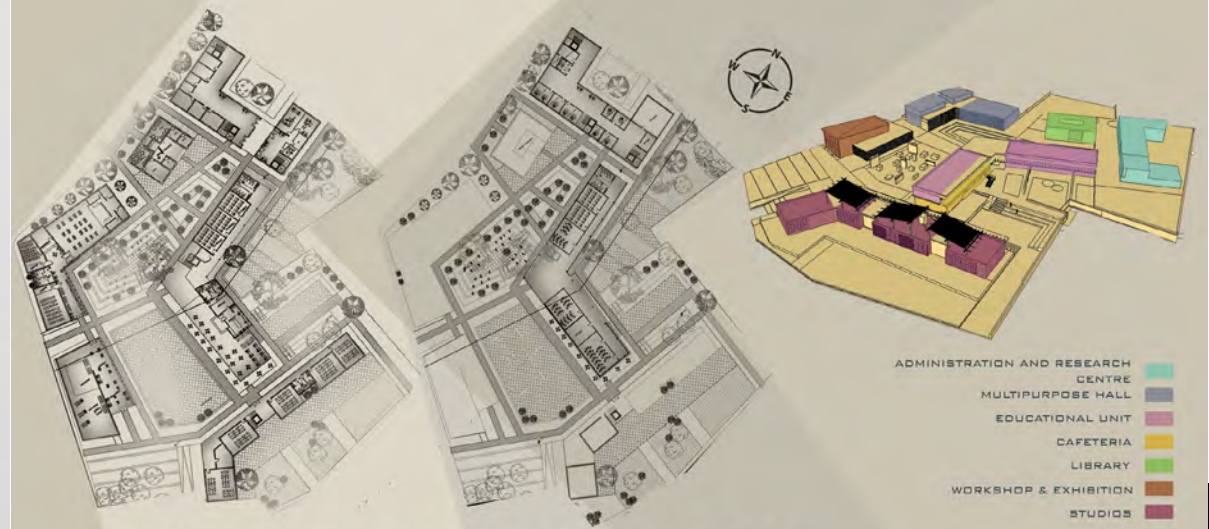 N
W
E
S
ADMINISTRATION AND RESEARCH
CENTRE
MULTIPURPOSE HALL
EDUCATIONAL UNIT
CAFETERIA
LIBRARY
WORKSHOP & EXHIBITION
STUDIOS